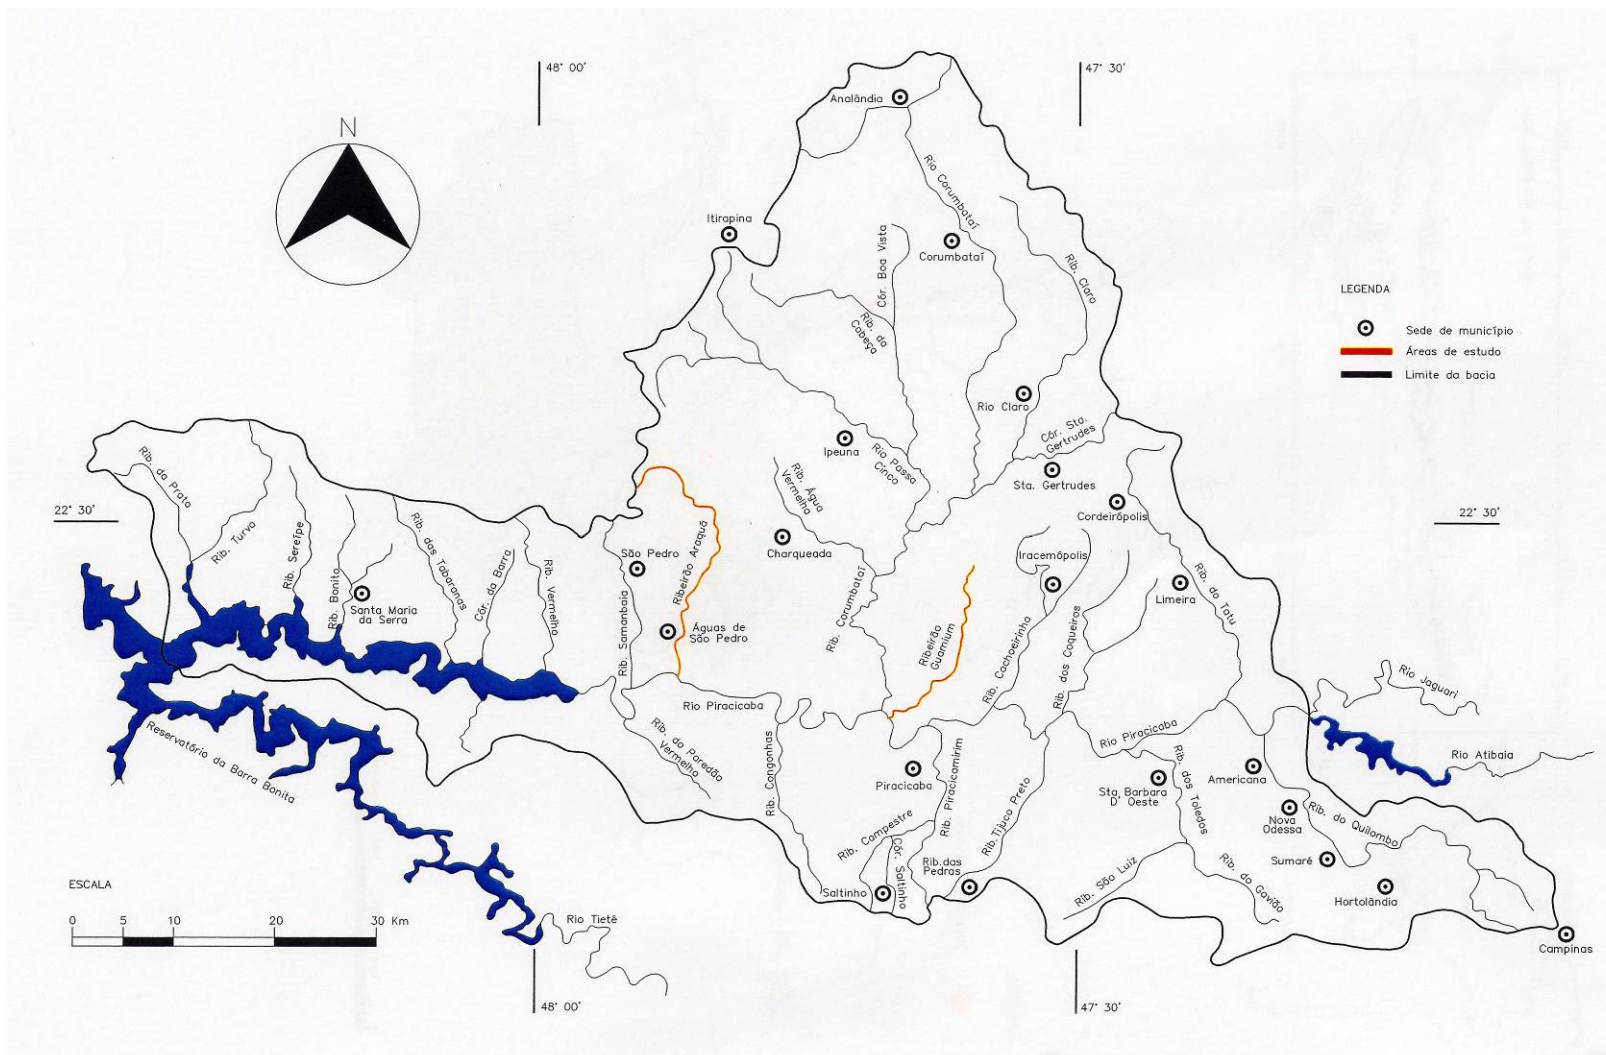 48° 00'
47° 30'
N
Analândia
Rio Corumbataí
Itirapina
Corumbataí
Cór. Boa Vista
Rib. Claro
Rib. da
Cabeça
LEGENDA
Sede de município
Áreas de estudo
Limite da bacia
Rio Claro
Cór. Sta.
Gertrudes
Ipeuna
Rio Passa
Cinco
Rib. Água
Vermelha
Sta. Gertrudes
Cordeirópolis
Rib. da Prata
22° 30'
22° 30'
Rib. Turvo
Rib. Sereípe
Rib. Bonito
Rib. das Tabaranas
Cór. da Barra
Rib. Vermelho
São Pedro
Ribeirão Araquá
Charqueada
Iracemópolis
Santa Maria
da Serra
Rib. Samambaia
Águas de
São Pedro
Rib. Corumbataí
Ribeirão
Guamium
Rib. Cachoeirinha
Rib. dos Coqueiros
Limeira
Rib. do Tatu
Rio Jaguari
Rio Piracicaba
Rio Piracicaba
Rio Atibaia
Reservatório da Barra Bonita
Rib. do Paredão
Vermelho
Rib. Congonhas
Piracicaba
Rib. Piracicamirim
Rib. Tijuco Preto
Sta. Barbara
D' Oeste
Rib. dos Toledos
Americana
Nova
Odessa
Rib. do Quilombo
Rib. Campestre
Cór. Saltinho
Rib. das
Pedras
Saltinho
Rib. São Luiz
Rib. do Gavião
Sumaré
Hortolândia
Campinas
ESCALA
0 5 10 20 30 Km
Rio Tietê
48° 00'
47° 30'